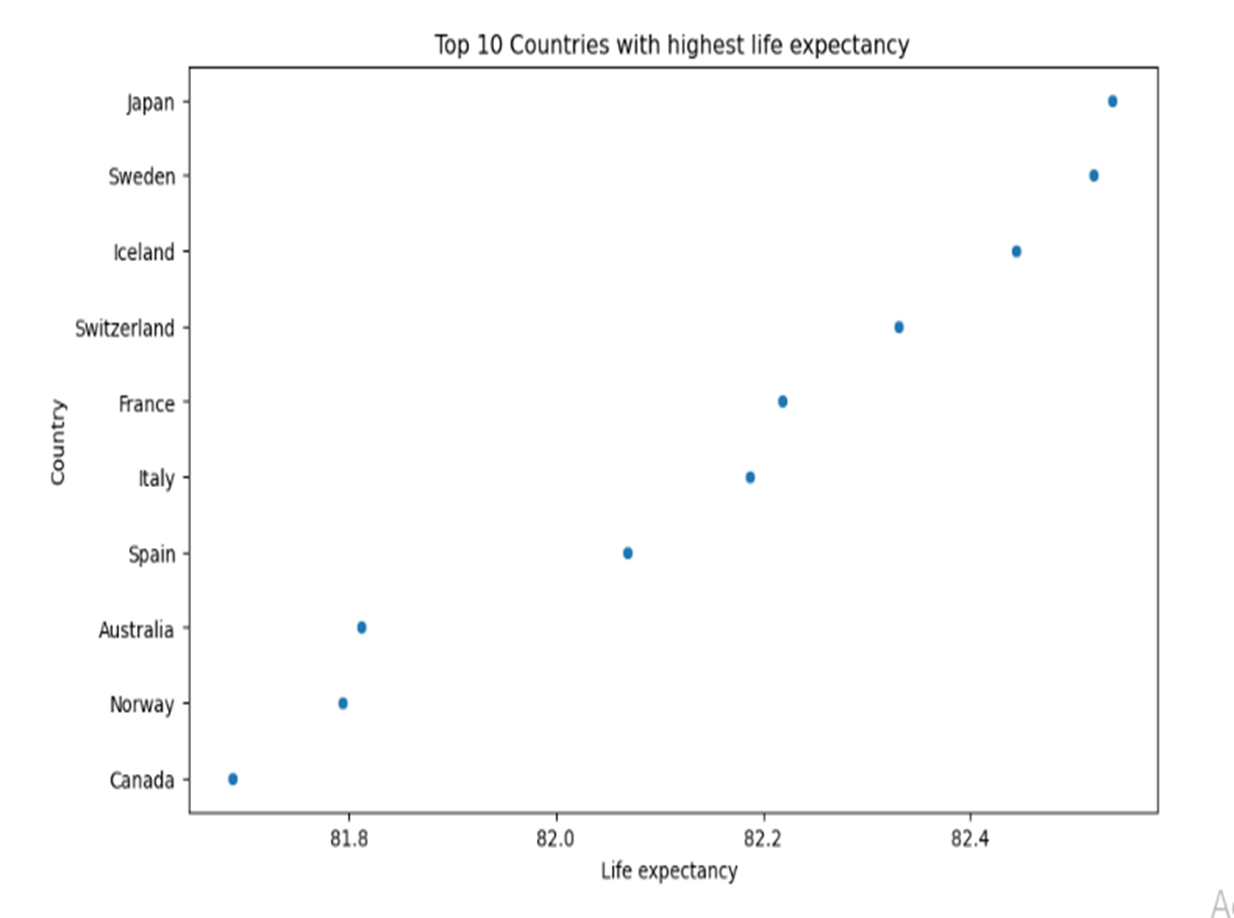 Top 10 Countries with highest life expectancy
Japan
Sweden
Iceland
Switzerland
France
Italy
Spain
Australia
Norway
Canada
Country
81.8 82.0 82.2 82.4
Life expectancy